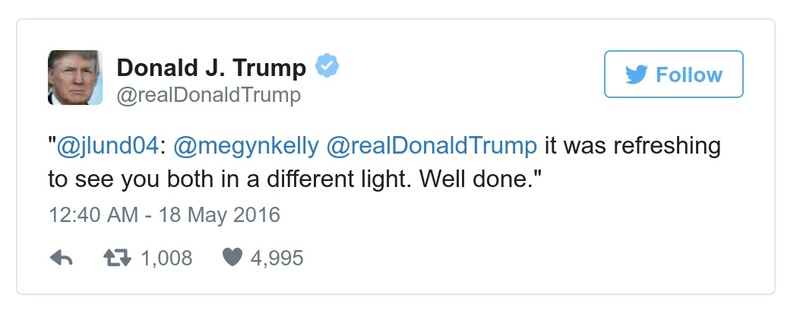 Donald J. Trump
@realDonaldTrump
Follow
"@jlund04: @megynkelly @realDonaldTrump it was refreshing
to see you both in a different light. Well done."
12:40 AM - 18 May 2016
1,008 4,995